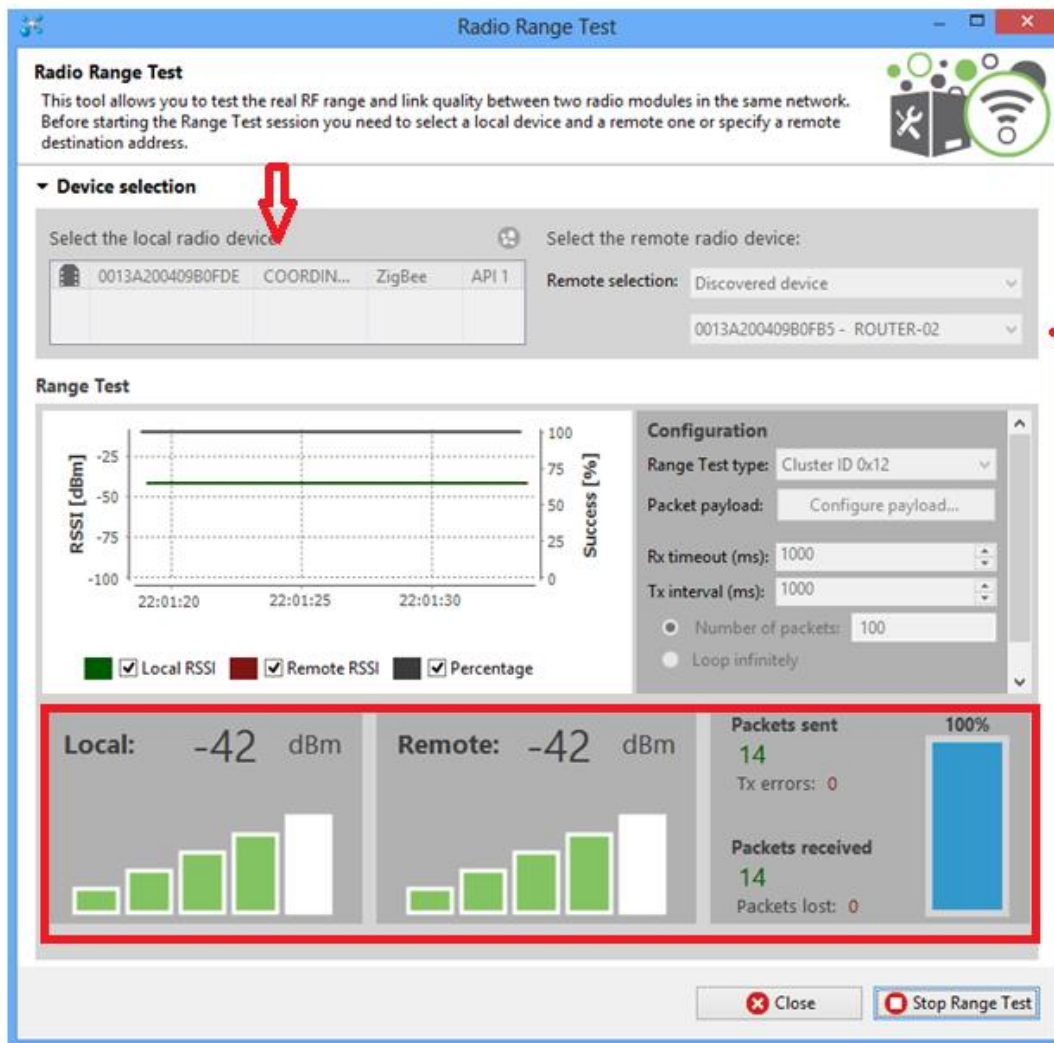 Radio Range Test
Radio Range Test
This tool allows you to test the real RF range and link quality between two radio modules in the same network.
Before starting the Range Test session you need to select a local device and a remote one or specify a remote
destination address.
Device selection
Select the local radio device
Select the remote radio device:
0013A200409B0FDE COORDIN... ZigBee API 1
Remote selection: Discovered device
0013A200409B0FB5 - ROUTER-02
Range Test
RSSI [dBm]
-25
-50
-75
-100
100
75
50
25
0
Success [%]
22:01:20 22:01:25 22:01:30
Local RSSI Remote RSSI Percentage
Configuration
Range Test type: Cluster ID 0x12
Packet payload: Configure payload...
Rx timeout (ms): 1000
Tx interval (ms): 1000
Number of packets: 100
Loop infinitely
Local: -42 dBm
Remote: -42 dBm
Packets sent
14
Tx errors: 0
Packets received
14
Packets lost: 0
100%
Close
Stop Range Test